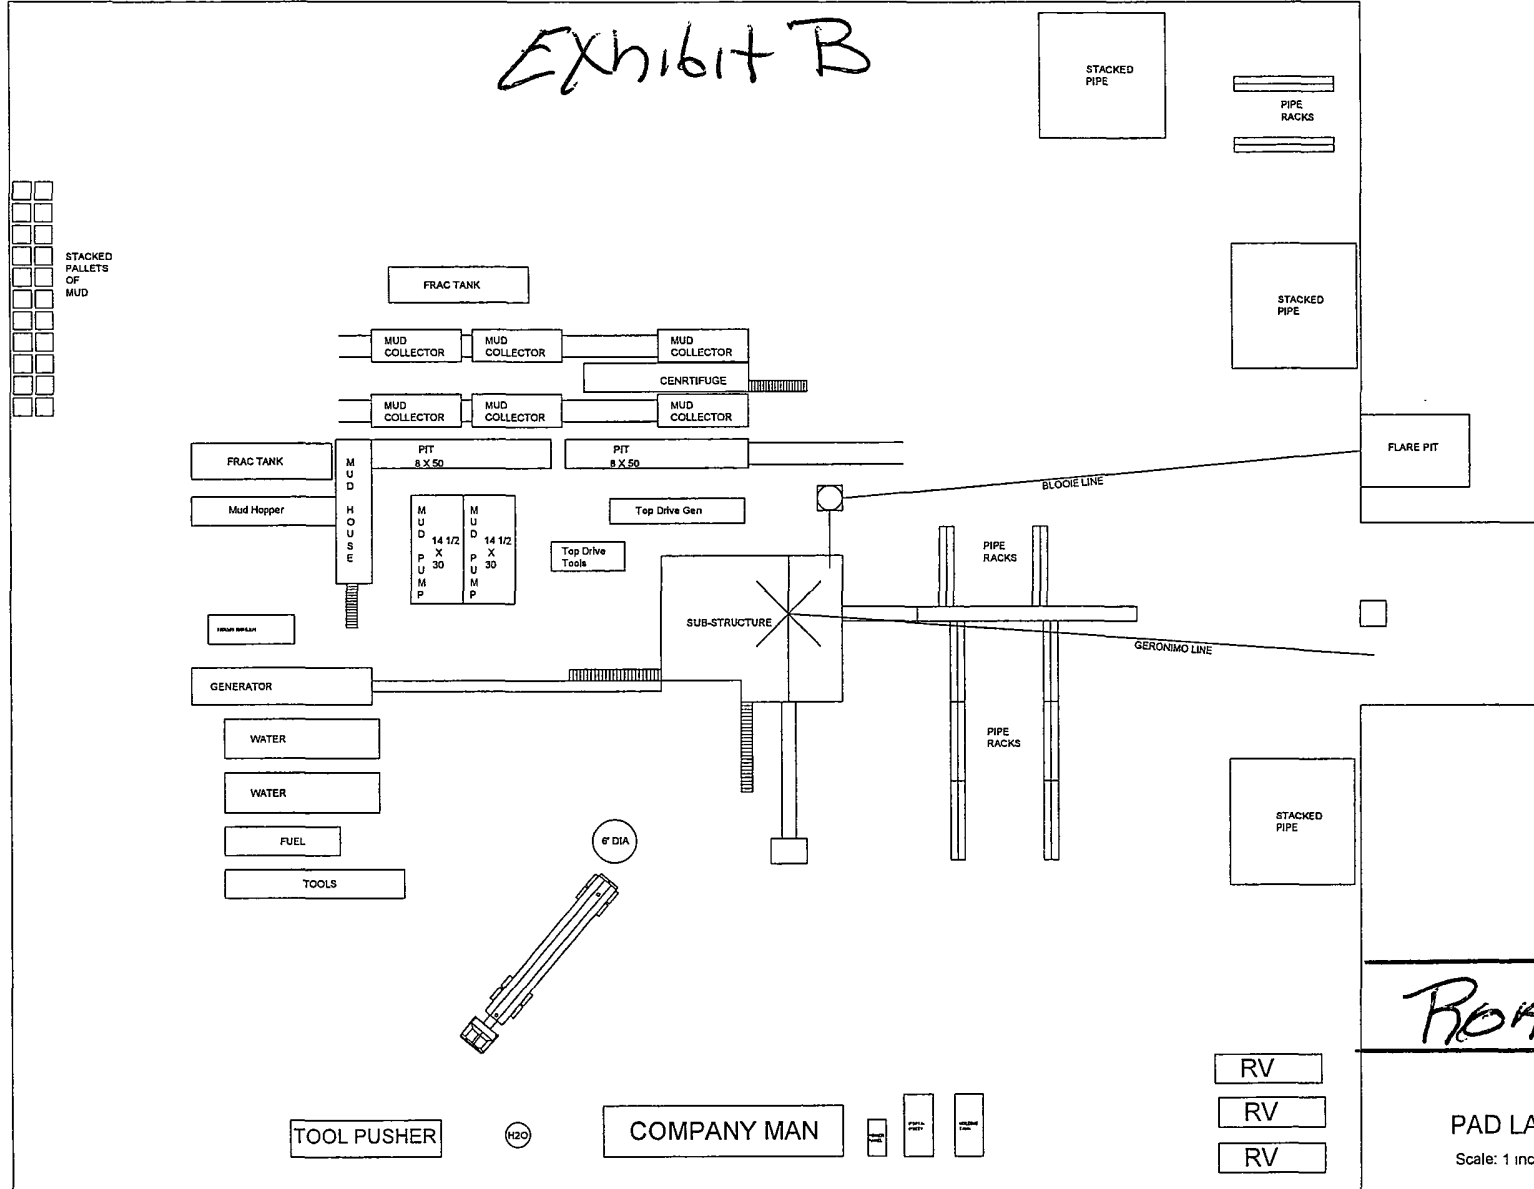 Exhibit B
STACKED
PIPE
PIPE
RACKS
STACKED
PALLETS
OF
MUD
FRAC TANK
STACKED
PIPE
MUD
COLLECTOR
MUD
COLLECTOR
MUD
COLLECTOR
CENRTIFUGE
MUD
COLLECTOR
MUD
COLLECTOR
MUD
COLLECTOR
FRAC TANK
MUD HOUSE
PIT
8 X 50
PIT
8 X 50
FLARE PIT
BLOOIE LINE
Mud Hopper
MUD PUMP
14 1/2
X
30
MUD PUMP
14 1/2
X
30
Top Drive Gen
Top Drive
Tools
PIPE
RACKS
SUB-STRUCTURE
GERONIMO LINE
GENERATOR
WATER
PIPE
RACKS
WATER
STACKED
PIPE
FUEL
6' DIA
TOOLS
RV
TOOL PUSHER
H2O
COMPANY MAN
RV
PAD LA
Scale: 1 inc
RV